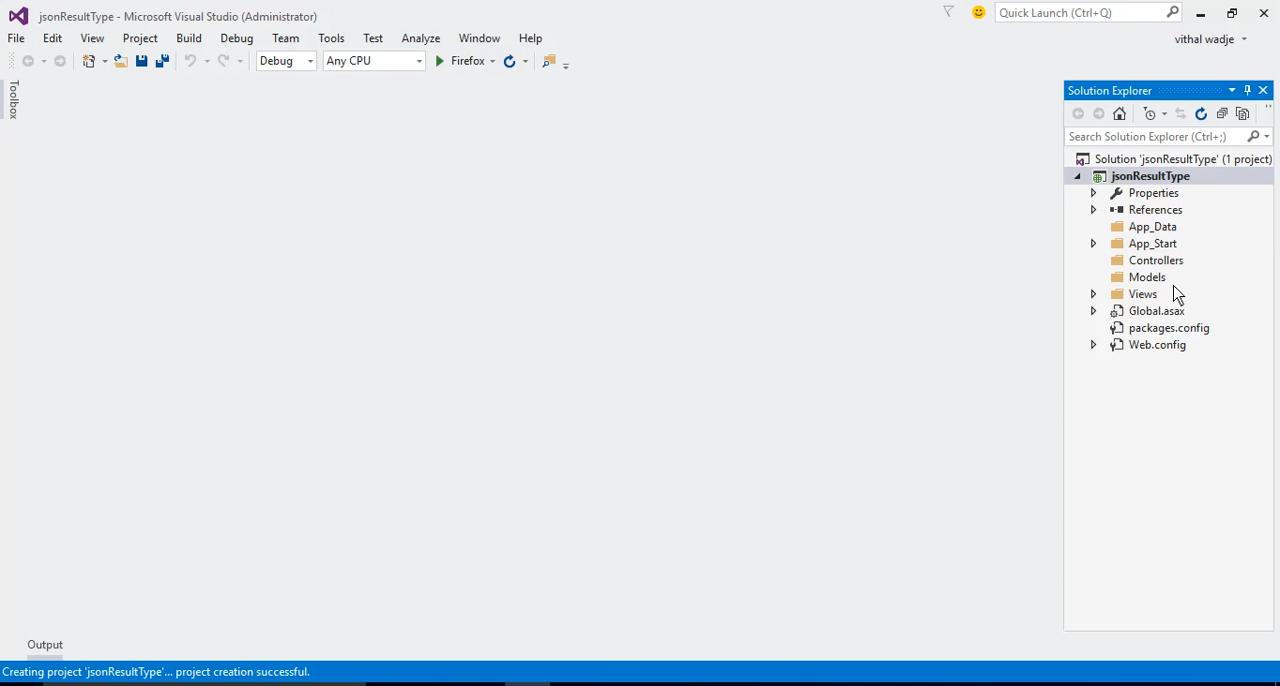 jsonResultType - Microsoft Visual Studio (Administrator)
Quick Launch (Ctrl+Q)
File Edit View Project Build Debug Team Tools Test Analyze Window Help
vithal wadje
Debug Any CPU Firefox
Toolbox
Solution Explorer
Search Solution Explorer (Ctrl+;)
Solution 'jsonResultType' (1 project)
jsonResultType
Properties
References
App_Data
App_Start
Controllers
Models
Views
Global.asax
packages.config
Web.config
Output
Creating project 'jsonResultType'... project creation successful.